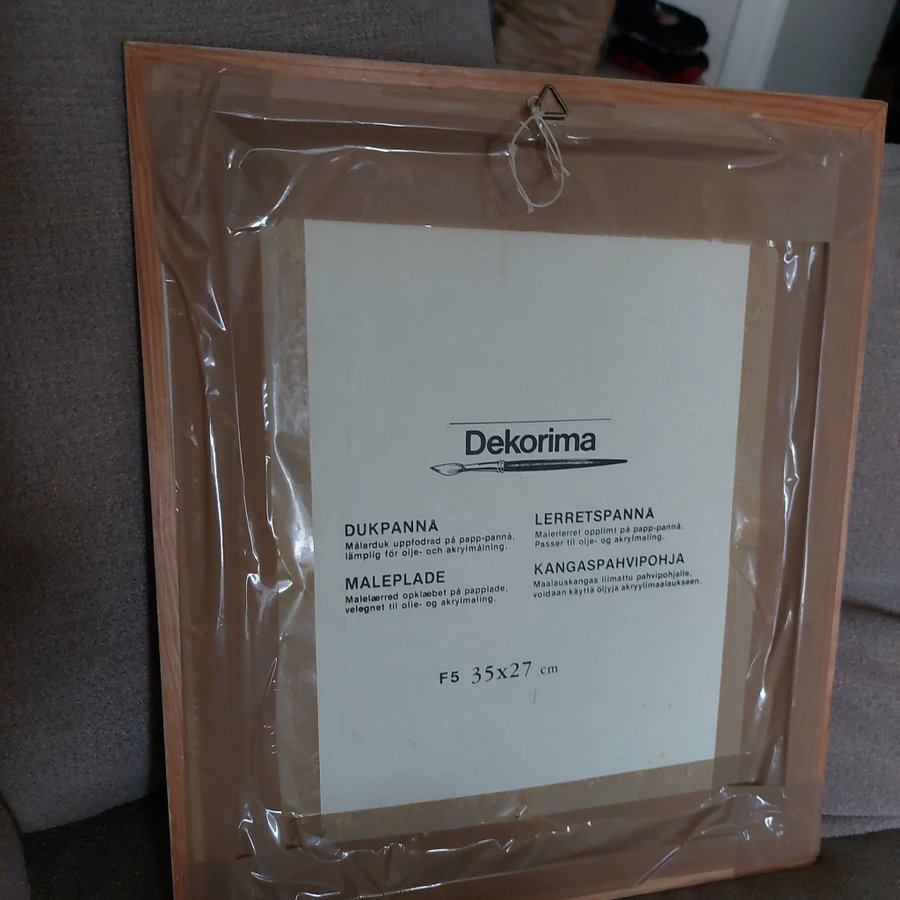 Dekorima
DUKPANNÅ
Målarduk uppfodrad på papp-pannå,
lämplig för olje- och akrylmålning.
MALEPLADE
Malelærred opklæbet på papplade,
velegnet til olie- og akrylmaling.
LERRETSPANNÅ
Malerlerret opplimt på papp-pannå.
Passer til olje- og akrylmaling.
KANGASPAHVIPOHJA
Maalauskangas liimattu pahvipohjalle,
voidaan käyttä öljyja akryylimaalaukseen.
F5 35x27 cm